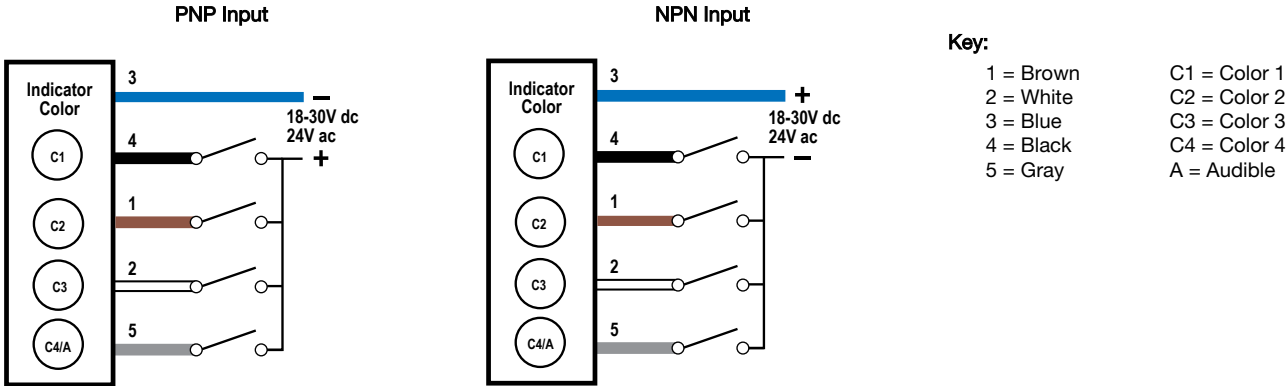 PNP Input
Indicator
Color
3
−
18-30V dc
24V ac
+
4
C1
1
C2
2
C3
5
C4/A
NPN Input
Indicator
Color
3
+
18-30V dc
24V ac
−
4
C1
1
C2
2
C3
5
C4/A
Key:
1 = Brown
2 = White
3 = Blue
4 = Black
5 = Gray
C1 = Color 1
C2 = Color 2
C3 = Color 3
C4 = Color 4
A = Audible